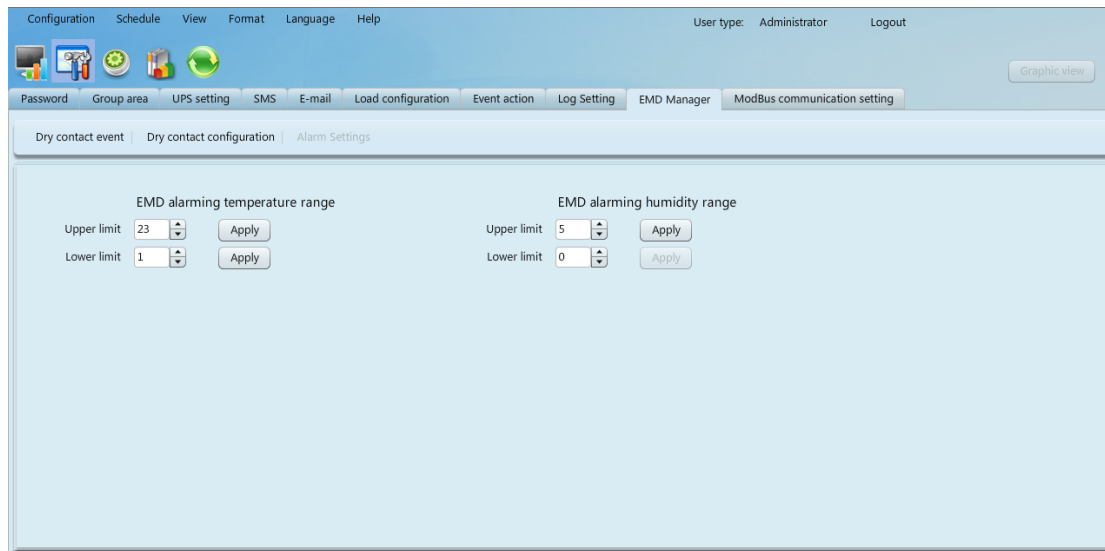 Configuration Schedule View Format Language Help User type: Administrator Logout
Graphic view
Password Group area UPS setting SMS E-mail Load configuration Event action Log Setting EMD Manager ModBus communication setting
Dry contact event Dry contact configuration Alarm Settings
EMD alarming temperature range EMD alarming humidity range
Upper limit 23 Apply Upper limit 5 Apply
Lower limit 1 Apply Lower limit 0 Apply